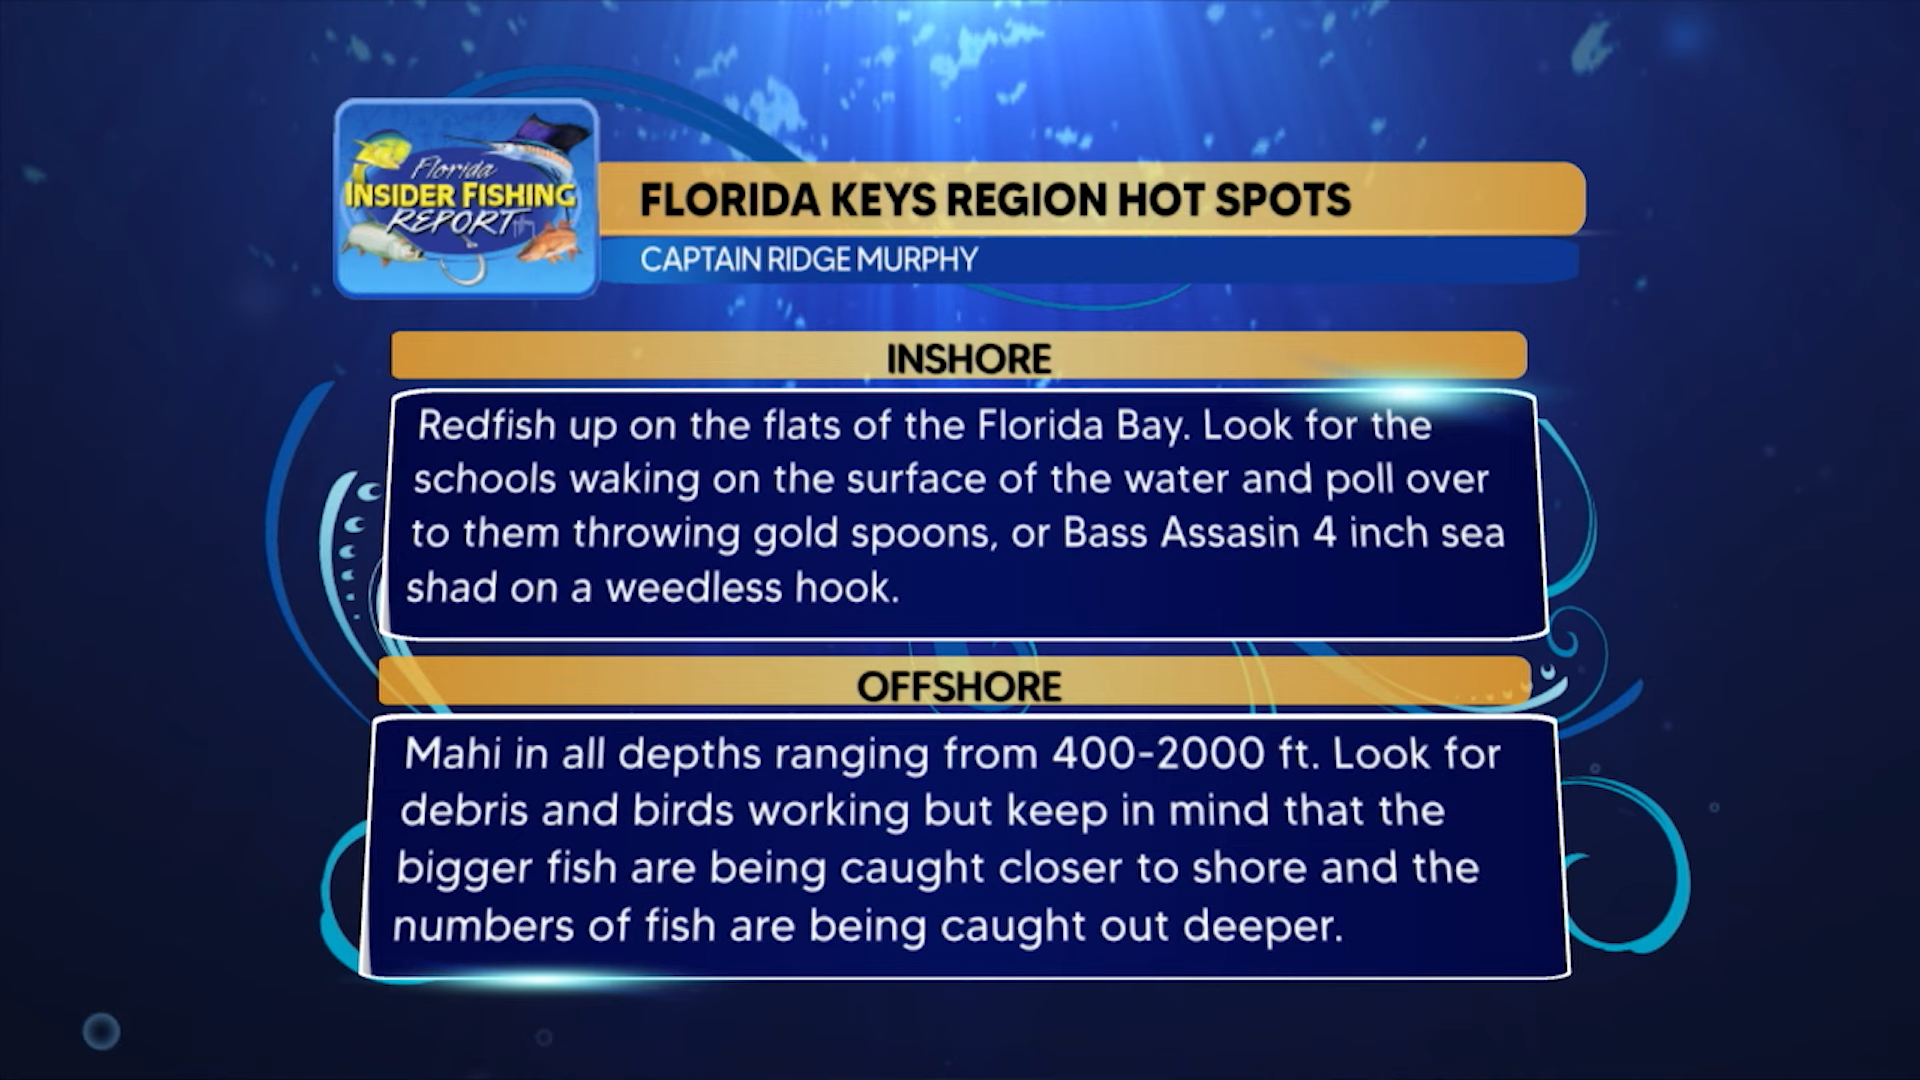 Florida
INSIDER FISHING
REPORT
FLORIDA KEYS REGION HOT SPOTS
CAPTAIN RIDGE MURPHY
INSHORE
Redfish up on the flats of the Florida Bay. Look for the
schools waking on the surface of the water and poll over
to them throwing gold spoons, or Bass Assasin 4 inch sea
shad on a weedless hook.
OFFSHORE
Mahi in all depths ranging from 400-2000 ft. Look for
debris and birds working but keep in mind that the
bigger fish are being caught closer to shore and the
numbers of fish are being caught out deeper.